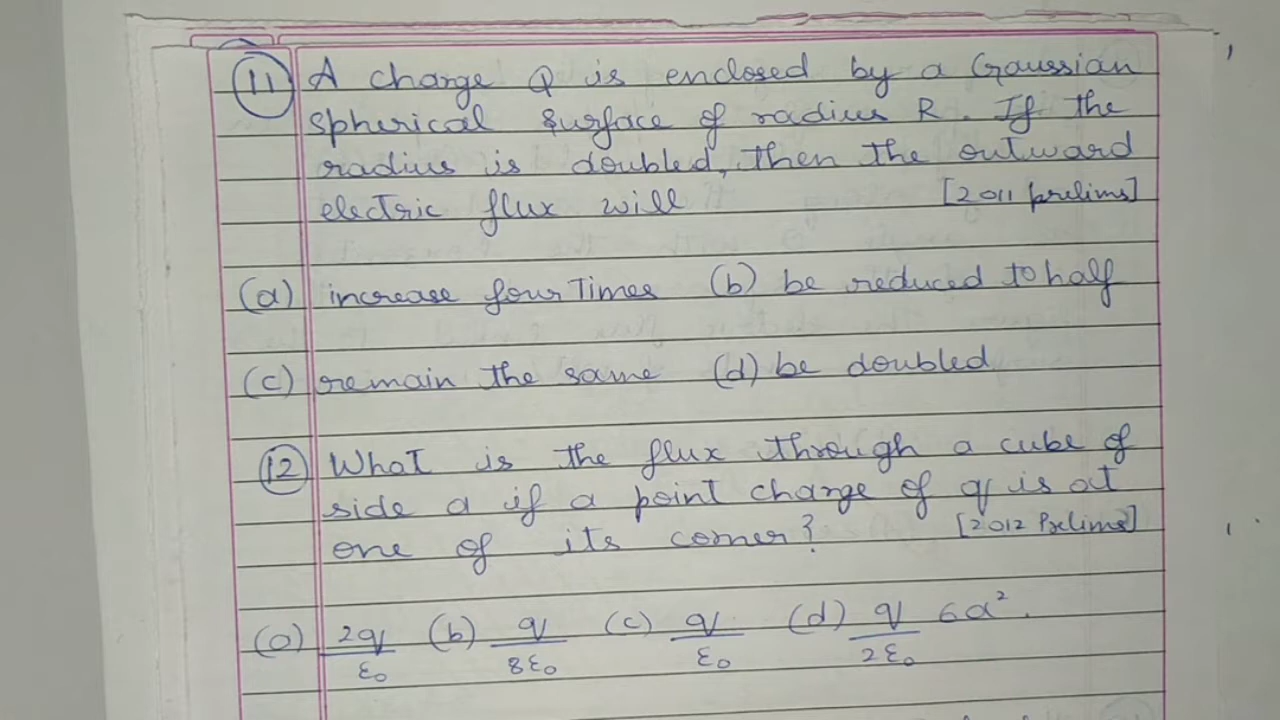 11 A charge Q is enclosed by a Gaussian
spherical surface of radius R. If the
radius is doubled, then the outward
electric flux will [2011 prelims]
(a) increase four times (b) be reduced to half
(c) remain the same (d) be doubled
12 What is the flux through a cube of
side a if a point charge of q is at
one of its corner? [2012 Prelims]
(a) 2q/ε₀ (b) q/8ε₀ (c) q/ε₀ (d) q/2ε₀ 6a².